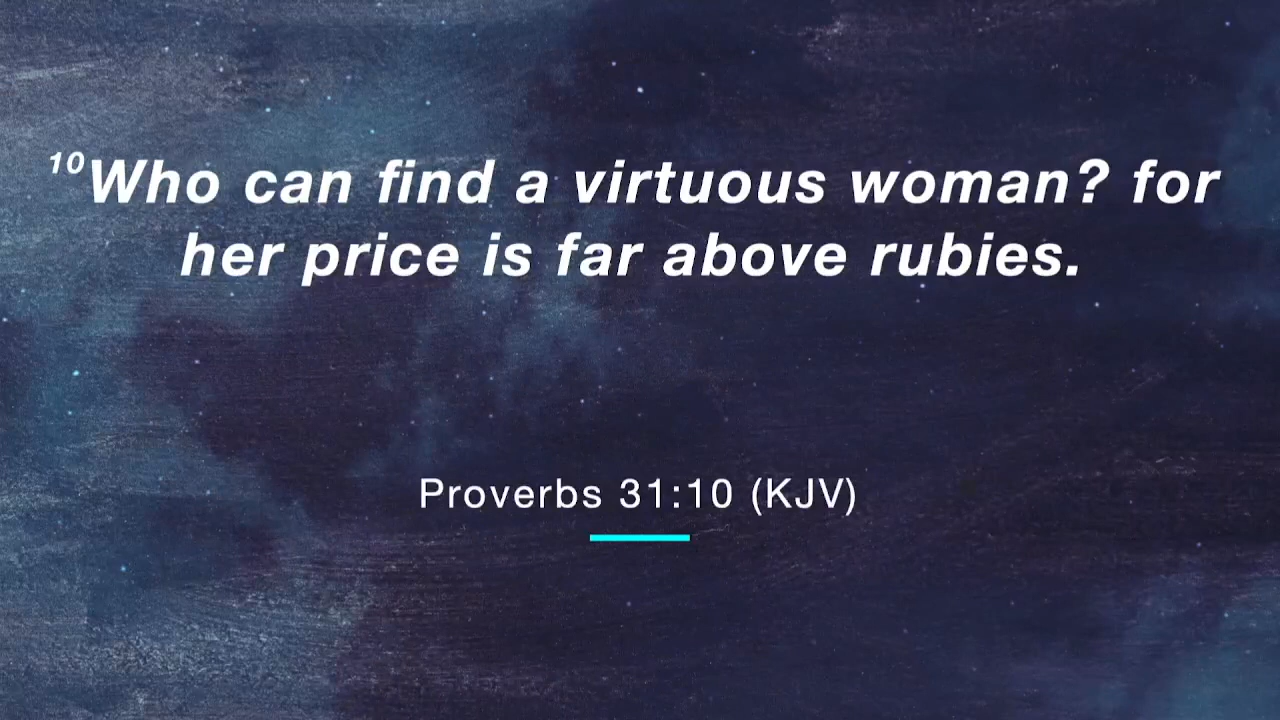 ¹⁰Who can find a virtuous woman? for
her price is far above rubies.
Proverbs 31:10 (KJV)